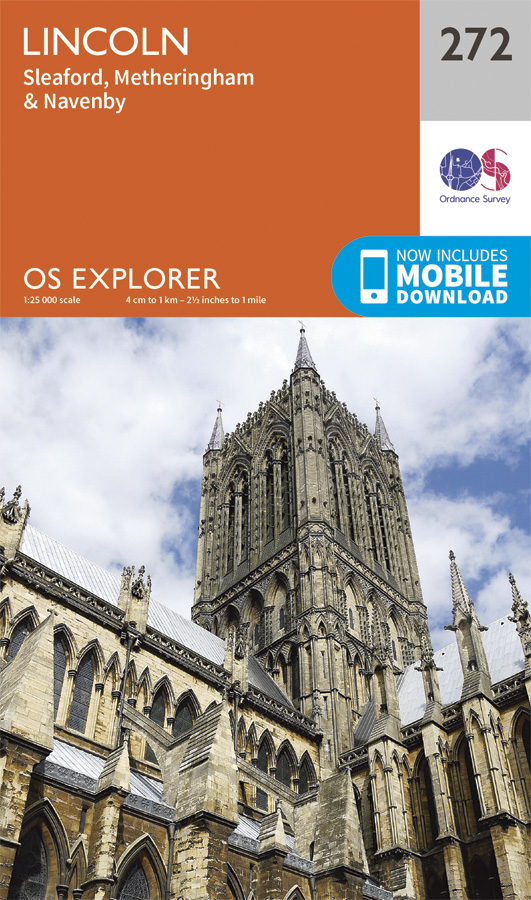 LINCOLN
Sleaford, Metheringham
& Navenby
272
OS
Ordnance Survey
OS EXPLORER
1:25 000 scale 4 cm to 1 km – 2½ inches to 1 mile
NOW INCLUDES
MOBILE
DOWNLOAD